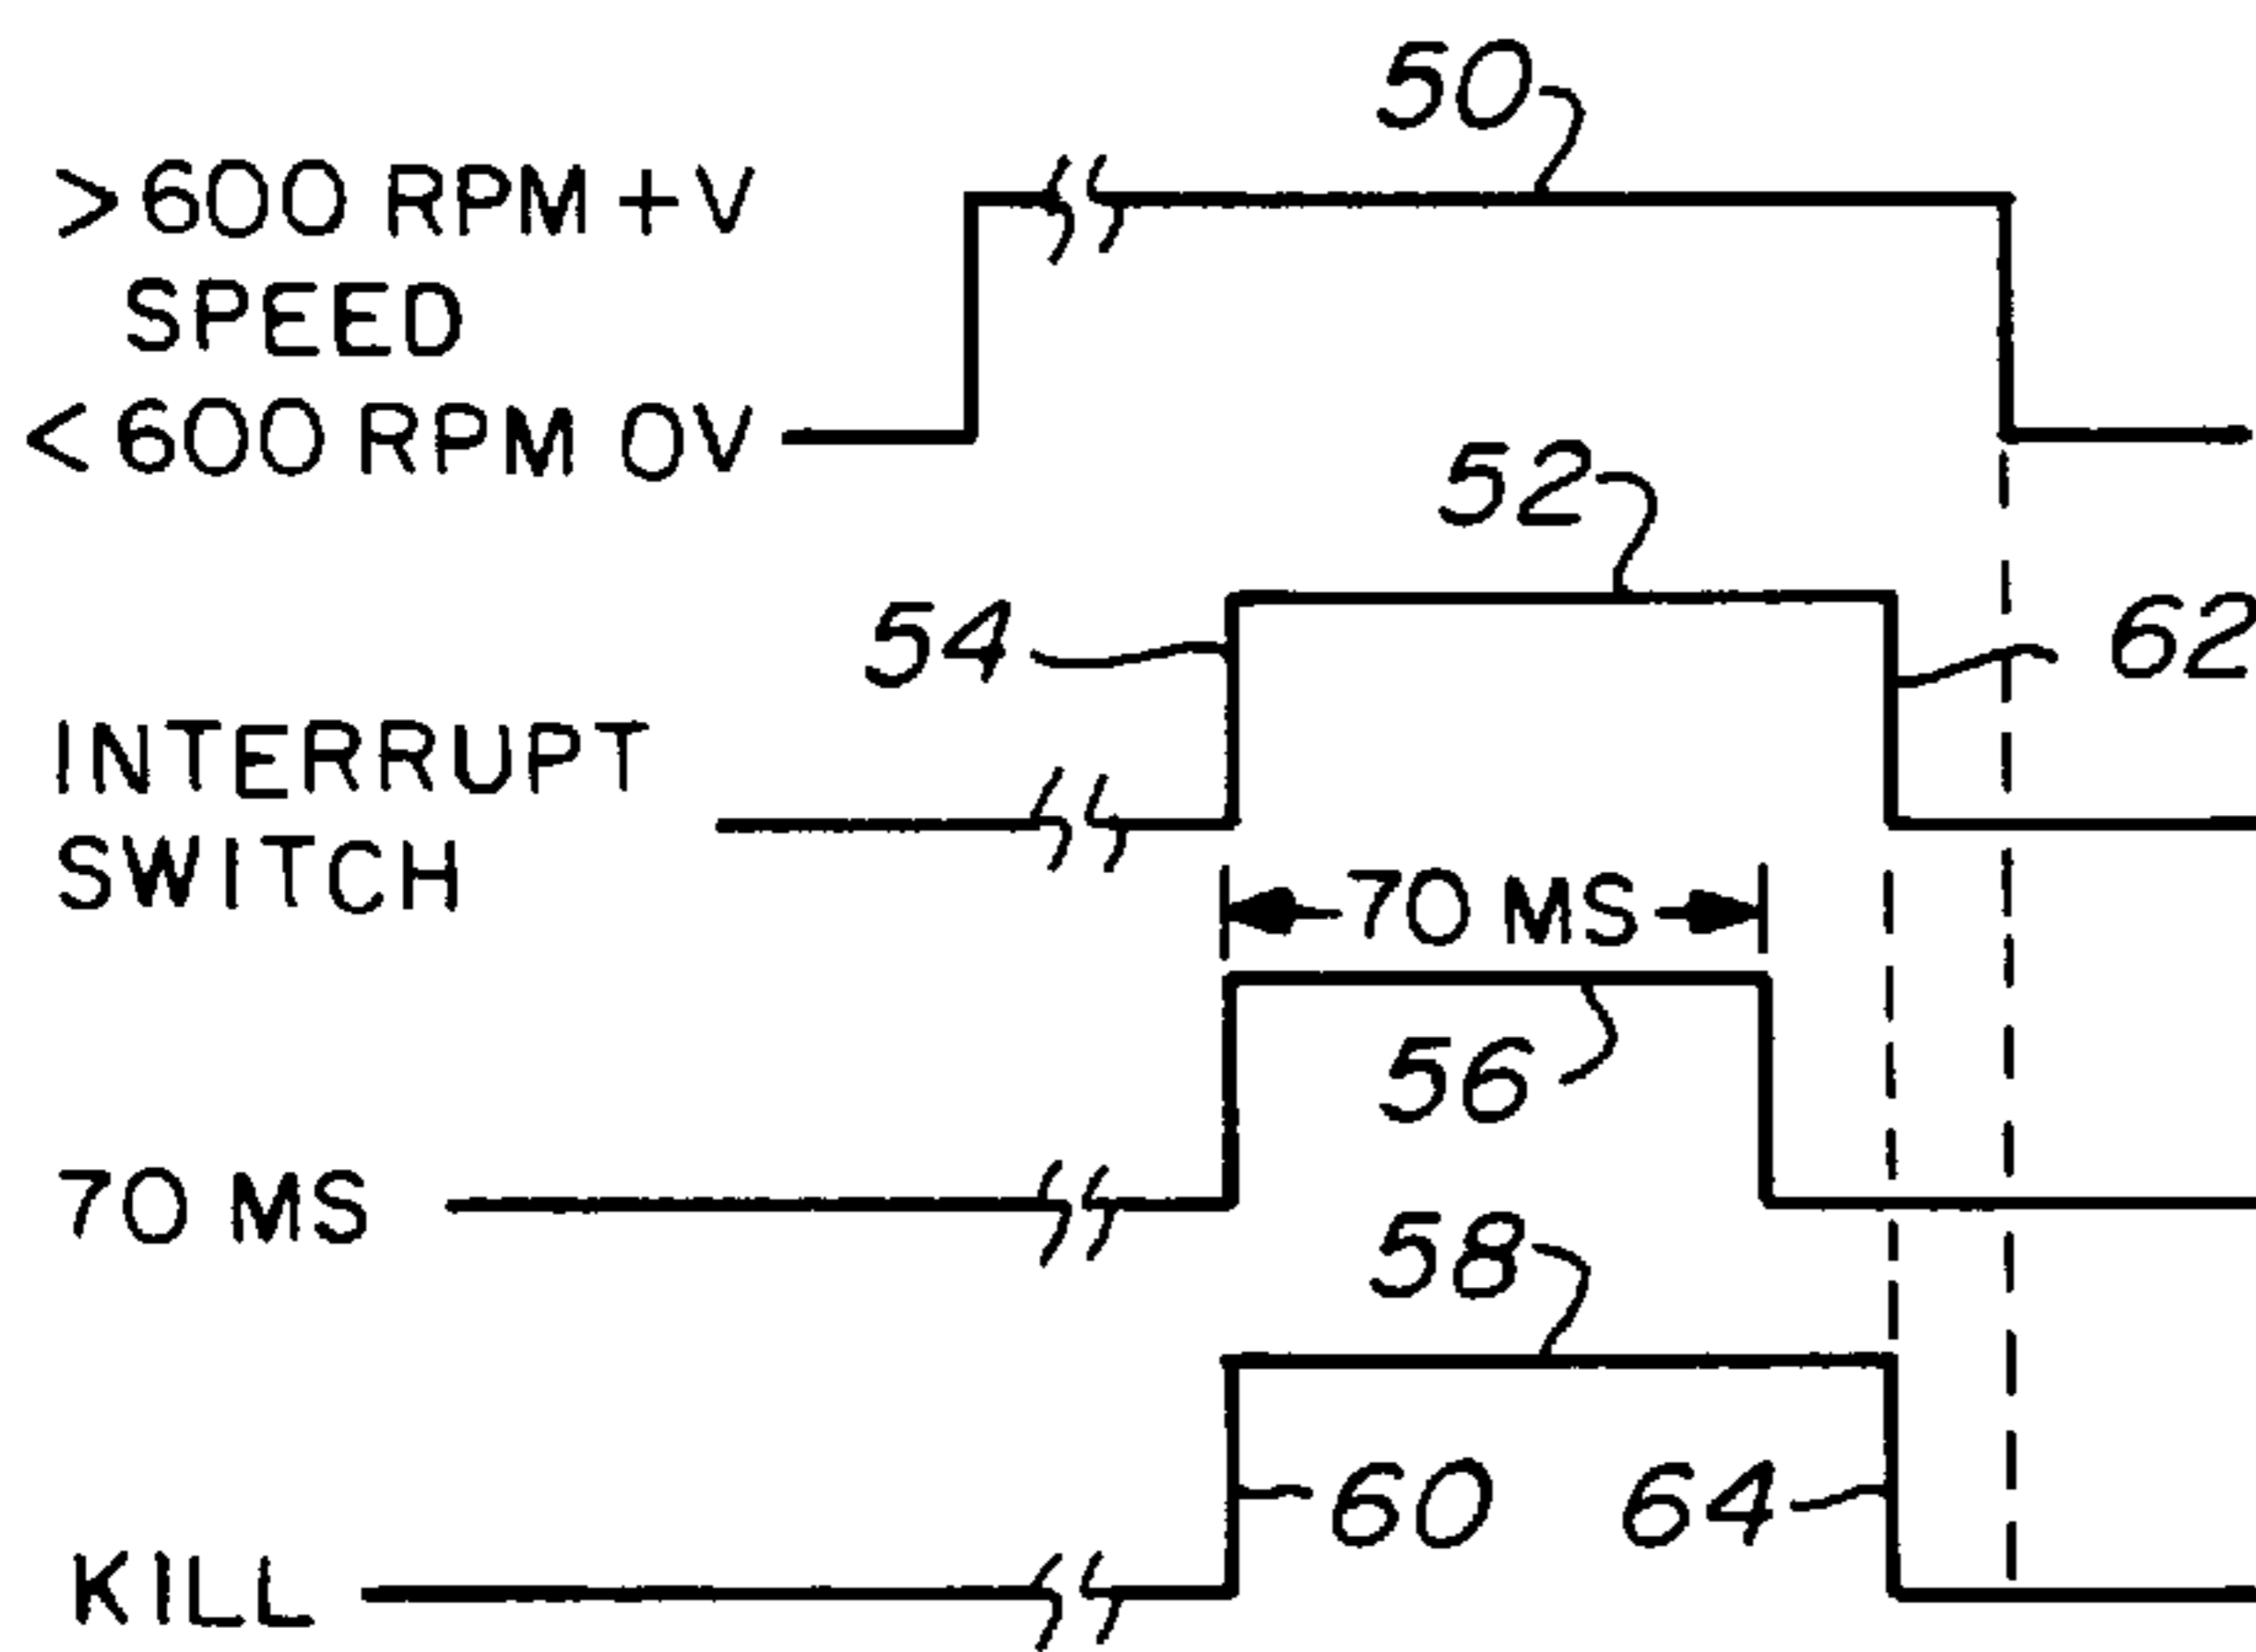 50
>600 RPM +V
SPEED
<600 RPM 0V
52
54
62
INTERRUPT
SWITCH
70 MS
56
70 MS
58
60
64
KILL